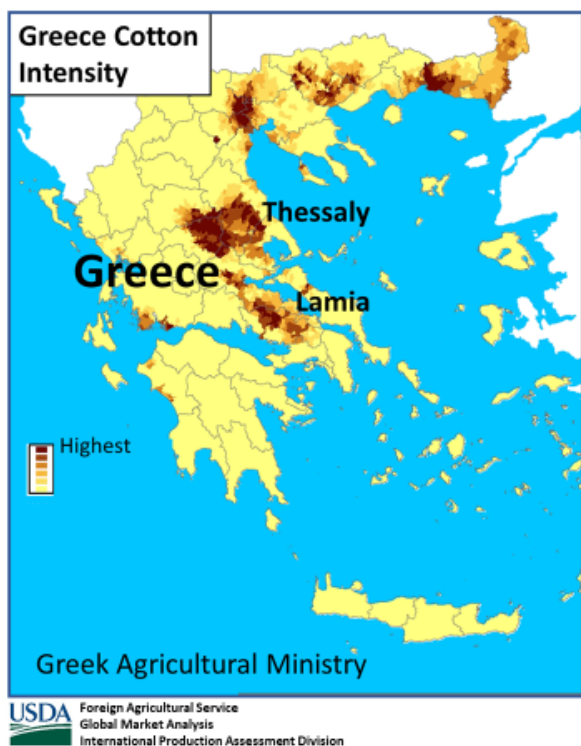 Greece Cotton
Intensity
Thessaly
Greece
Lamia
Highest
Greek Agricultural Ministry
USDA
Foreign Agricultural Service
Global Market Analysis
International Production Assessment Division